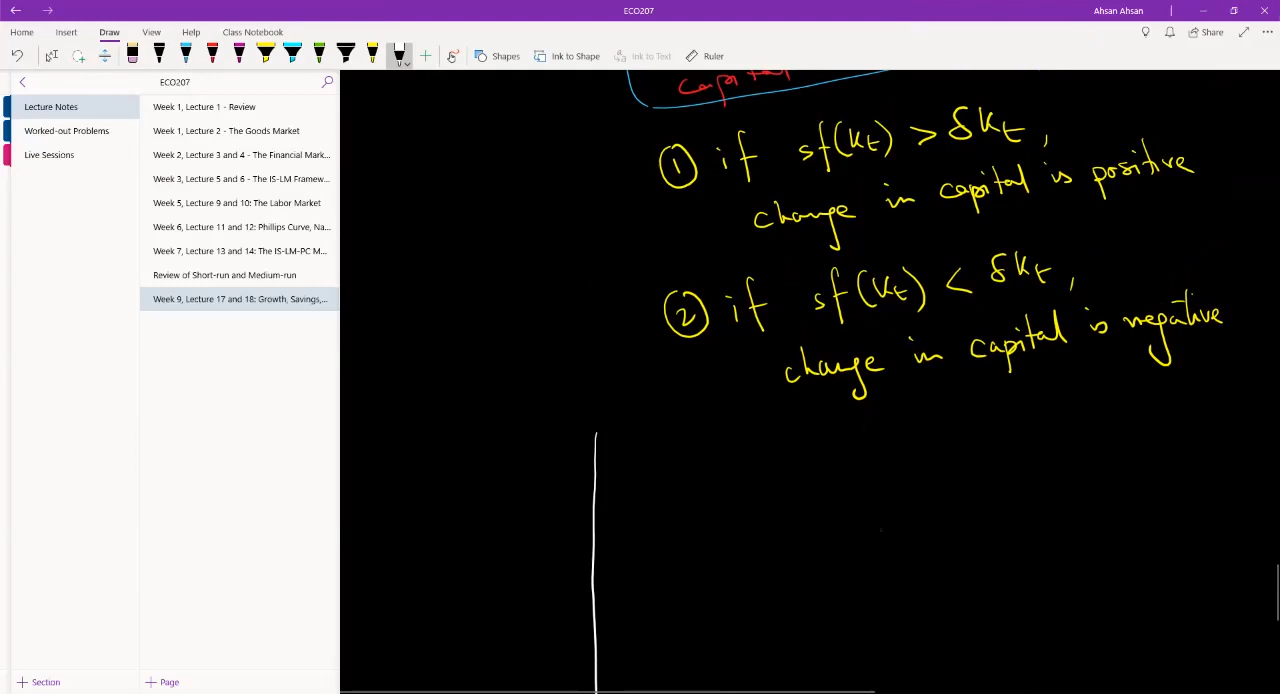 ECO207
Ahsan Ahsan
Home Insert Draw View Help Class Notebook
Share
Shapes Ink to Shape Ink to Text Ruler
ECO207
Lecture Notes
Worked-out Problems
Live Sessions
Week 1, Lecture 1 - Review
Week 1, Lecture 2 - The Goods Market
Week 2, Lecture 3 and 4 - The Financial Mark...
Week 3, Lecture 5 and 6 - The IS-LM Framew...
Week 5, Lecture 9 and 10: The Labor Market
Week 6, Lecture 11 and 12: Phillips Curve, Na...
Week 7, Lecture 13 and 14: The IS-LM-PC M...
Review of Short-run and Medium-run
Week 9, Lecture 17 and 18: Growth, Savings,...
Capital
① if sf(Kt) > δKt,
change in capital is positive
② if sf(Kt) < δKt,
change in capital is negative
+ Section
+ Page